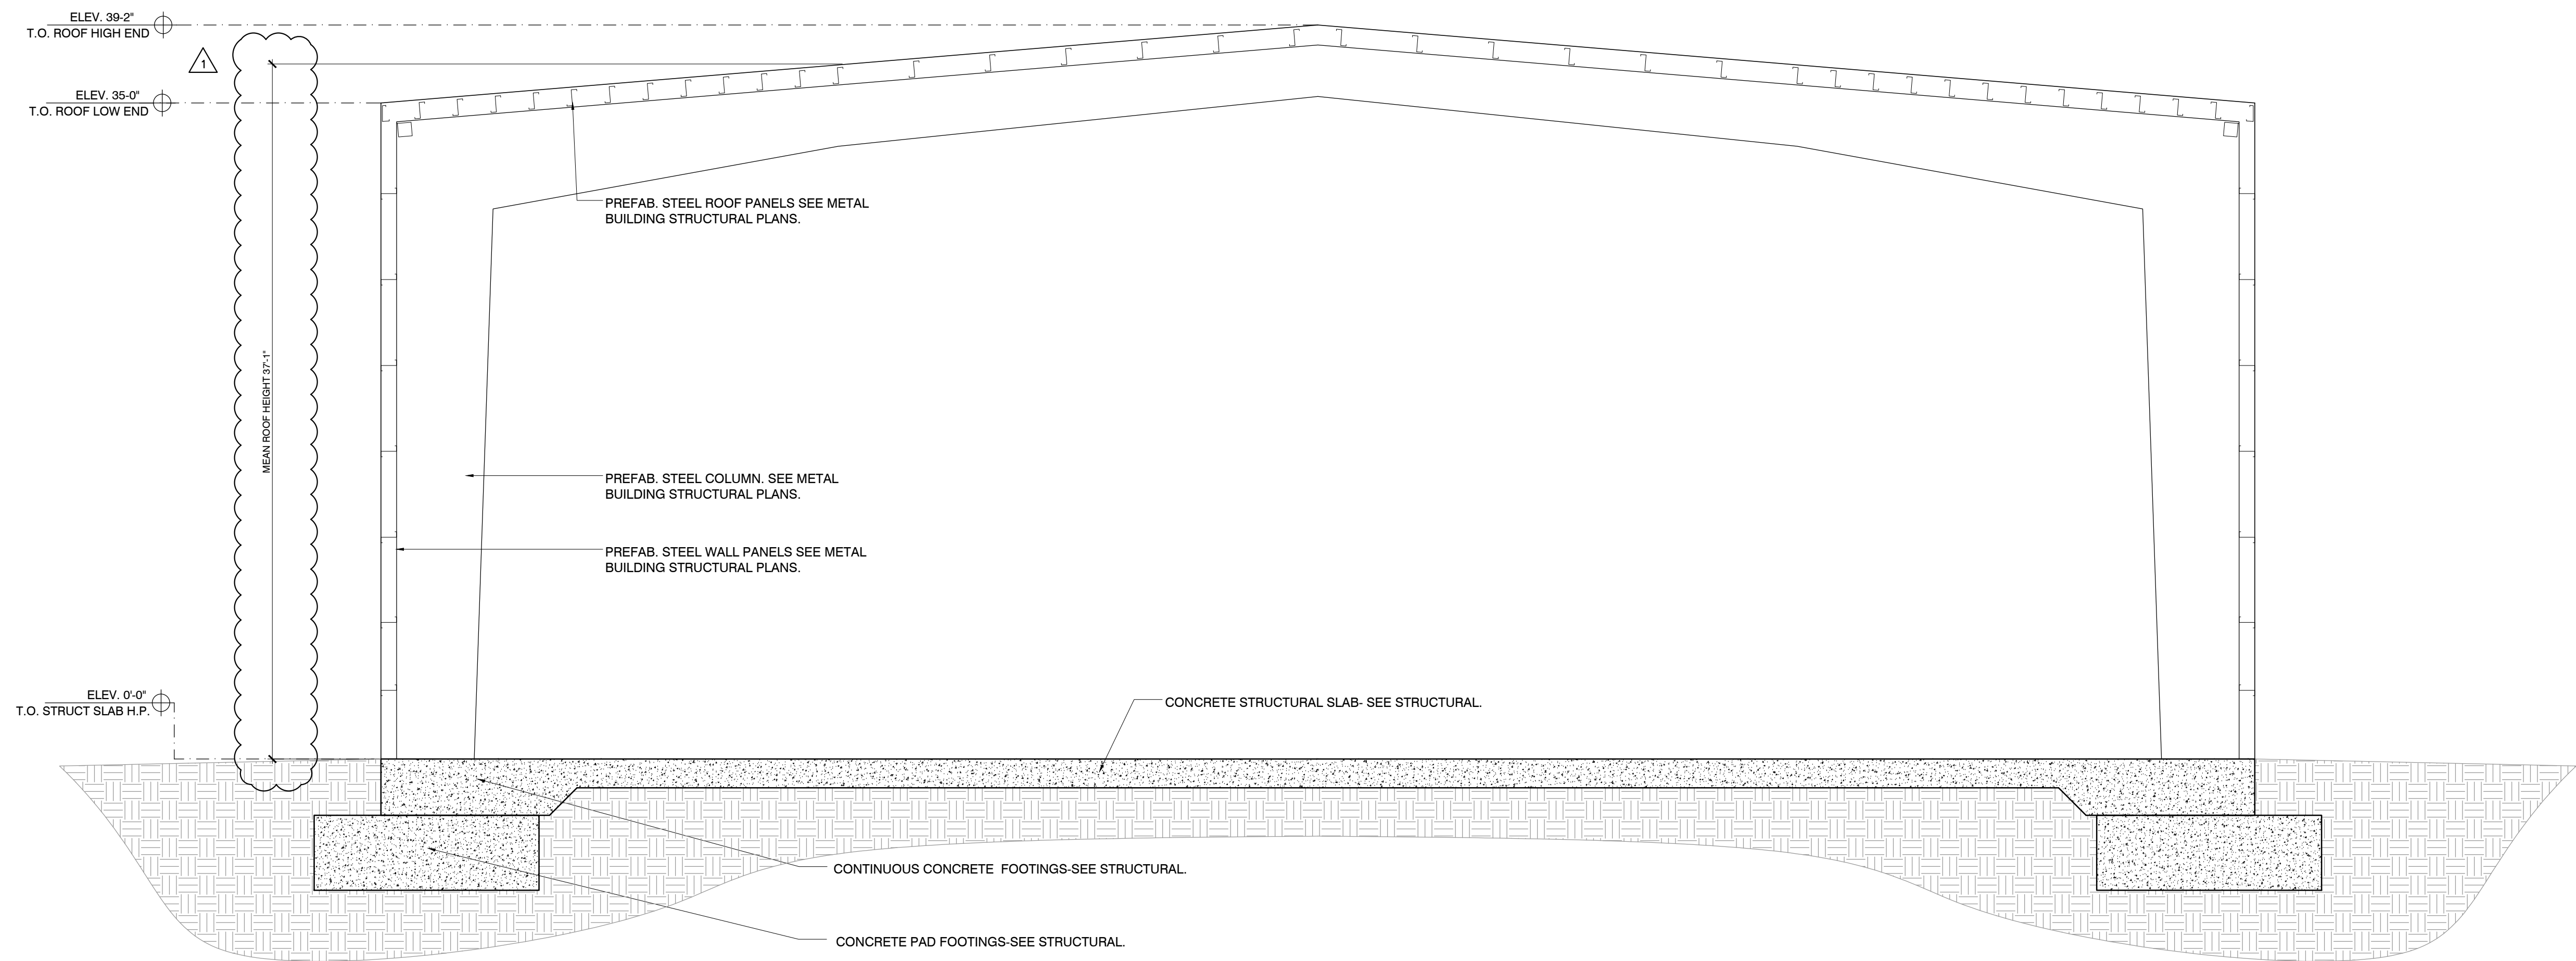 ELEV. 39-2"
T.O. ROOF HIGH END
1
ELEV. 35-0"
T.O. ROOF LOW END
PREFAB. STEEL ROOF PANELS SEE METAL
BUILDING STRUCTURAL PLANS.
MEAN ROOF HEIGHT 37'-1"
PREFAB. STEEL COLUMN. SEE METAL
BUILDING STRUCTURAL PLANS.
PREFAB. STEEL WALL PANELS SEE METAL
BUILDING STRUCTURAL PLANS.
ELEV. 0'-0"
T.O. STRUCT SLAB H.P.
CONCRETE STRUCTURAL SLAB- SEE STRUCTURAL.
CONTINUOUS CONCRETE  FOOTINGS-SEE STRUCTURAL.
CONCRETE PAD FOOTINGS-SEE STRUCTURAL.